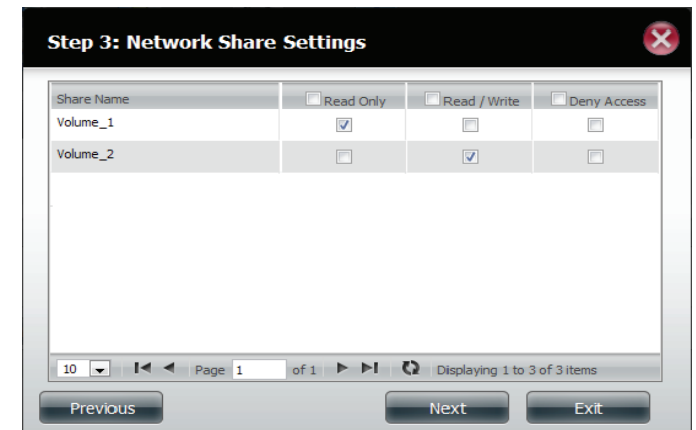 Step 3: Network Share Settings
Share Name Read Only Read / Write Deny Access
Volume_1
Volume_2
10 Page 1 of 1 Displaying 1 to 3 of 3 items
Previous Next Exit